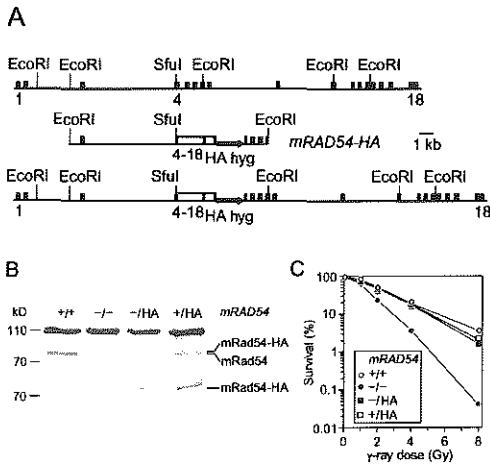 A
EcoRI EcoRI SfuI EcoRI EcoRI EcoRI
1 4 18
EcoRI SfuI EcoRI
4-18 HA hyg mRAD54-HA 1 kb
EcoRI EcoRI SfuI EcoRI EcoRI EcoRI
1 4-18 HA hyg 18
B
kD +/+ -/- -/HA +/HA mRAD54
110
mRad54-HA
70 mRad54
70 mRad54-HA
C
Survival (%)
100
10
1
0.1
0.01
mRAD54
+/+
-/-
-/HA
+/HA
0 2 4 6 8
γ-ray dose (Gy)